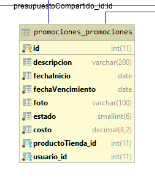 presupuestoCompartido_id:id
promociones_promociones
id int(11)
descripcion varchar(200)
fechaInicio date
fechaVencimiento date
foto varchar(100)
estado smallint(6)
costo decimal(8,2)
productoTienda_id int(11)
usuario_id int(11)